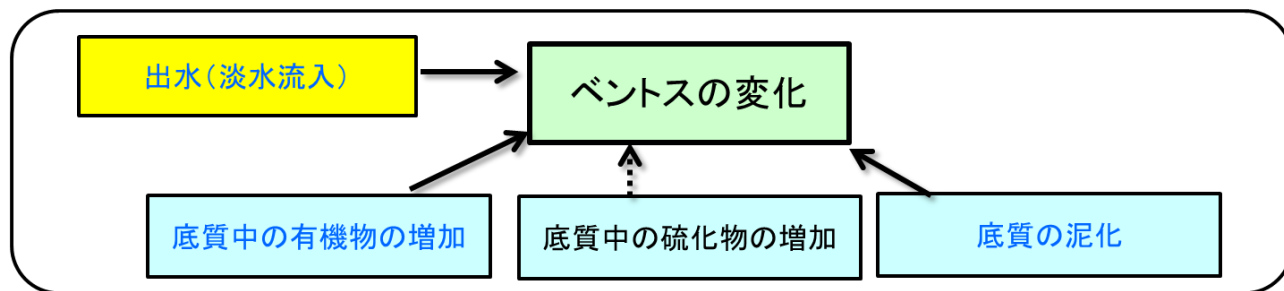 出水（淡水流入）
ベントスの変化
底質中の有機物の増加
底質中の硫化物の増加
底質の泥化